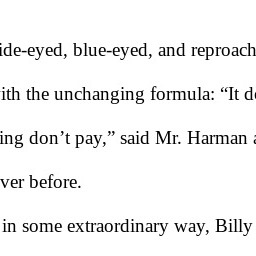 ide-eyed, blue-eyed, and reproach
ith the unchanging formula: “It d
ing don’t pay,” said Mr. Harman a
ver before.
in some extraordinary way, Billy